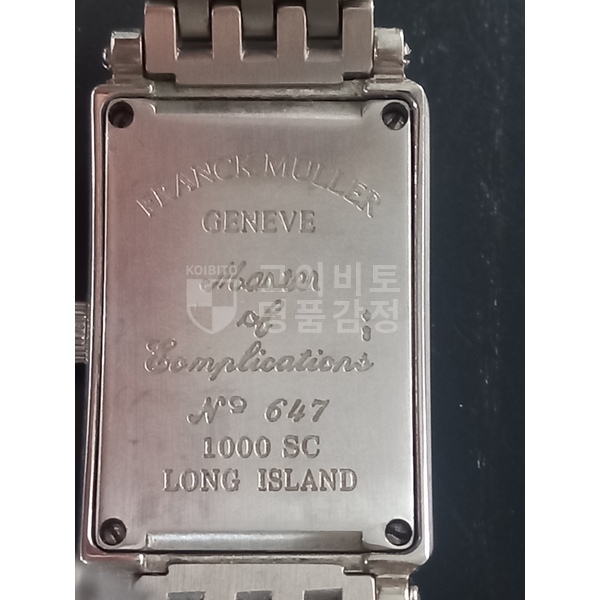 FRANCK MULLER
GENEVE
Master
KOIBITO 고이비토
of
명품감정
Complications
Nº 647
1000 SC
LONG ISLAND